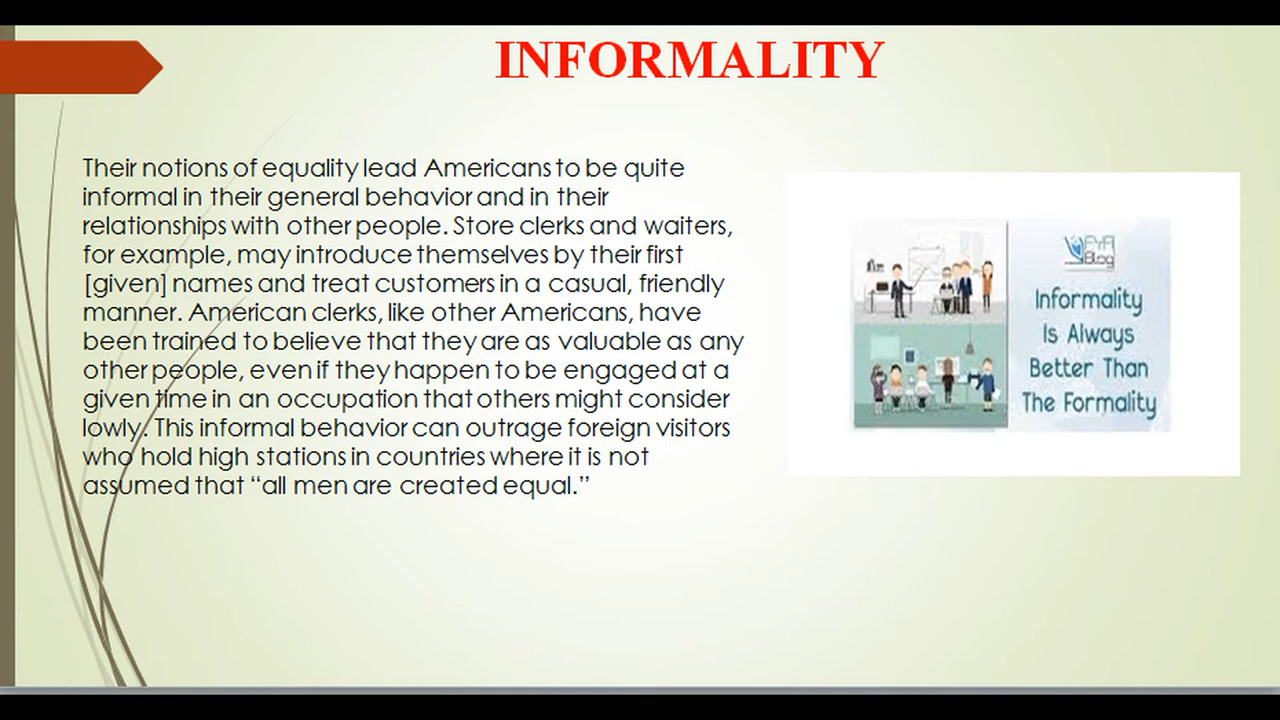 INFORMALITY
Their notions of equality lead Americans to be quite
informal in their general behavior and in their
relationships with other people. Store clerks and waiters,
for example, may introduce themselves by their first
[given] names and treat customers in a casual, friendly
manner. American clerks, like other Americans, have
been trained to believe that they are as valuable as any
other people, even if they happen to be engaged at a
given time in an occupation that others might consider
lowly. This informal behavior can outrage foreign visitors
who hold high stations in countries where it is not
assumed that “all men are created equal.”
Blog
Informality
Is Always
Better Than
The Formality